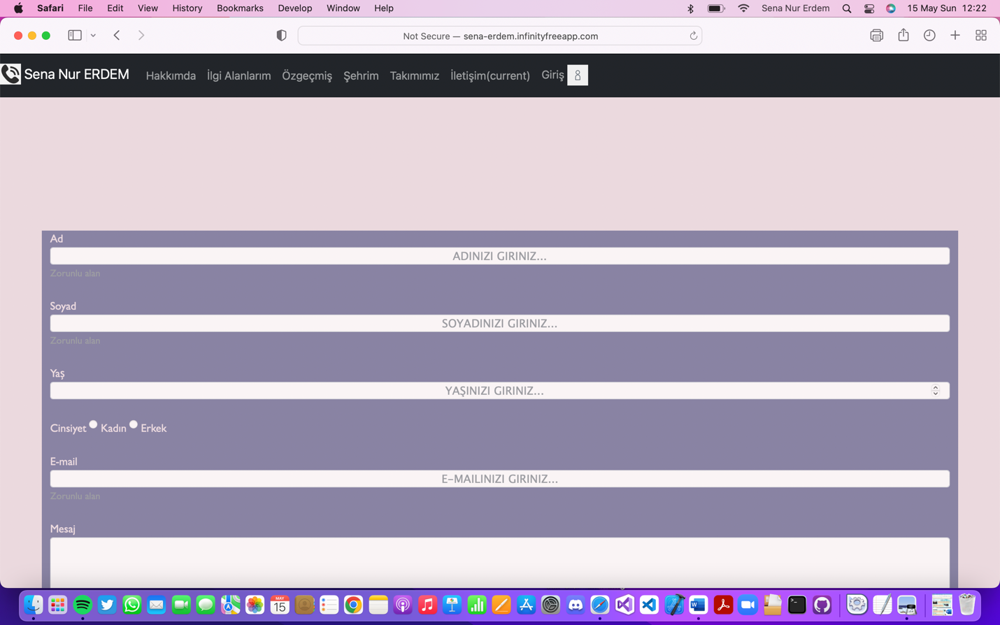 Safari File Edit View History Bookmarks Develop Window Help Sena Nur Erdem 15 May Sun 12:22
Not Secure — sena-erdem.infinityfreeapp.com
Sena Nur ERDEM Hakkımda İlgi Alanlarım Özgeçmiş Şehrim Takımımız İletişim(current) Giriş
Ad
ADINIZI GIRINIZ...
Zorunlu alan
Soyad
SOYADINIZI GIRINIZ...
Zorunlu alan
Yaş
YAŞINIZI GIRINIZ...
Cinsiyet Kadın Erkek
E-mail
E-MAILINIZI GIRINIZ...
Zorunlu alan
Mesaj
MAY
15